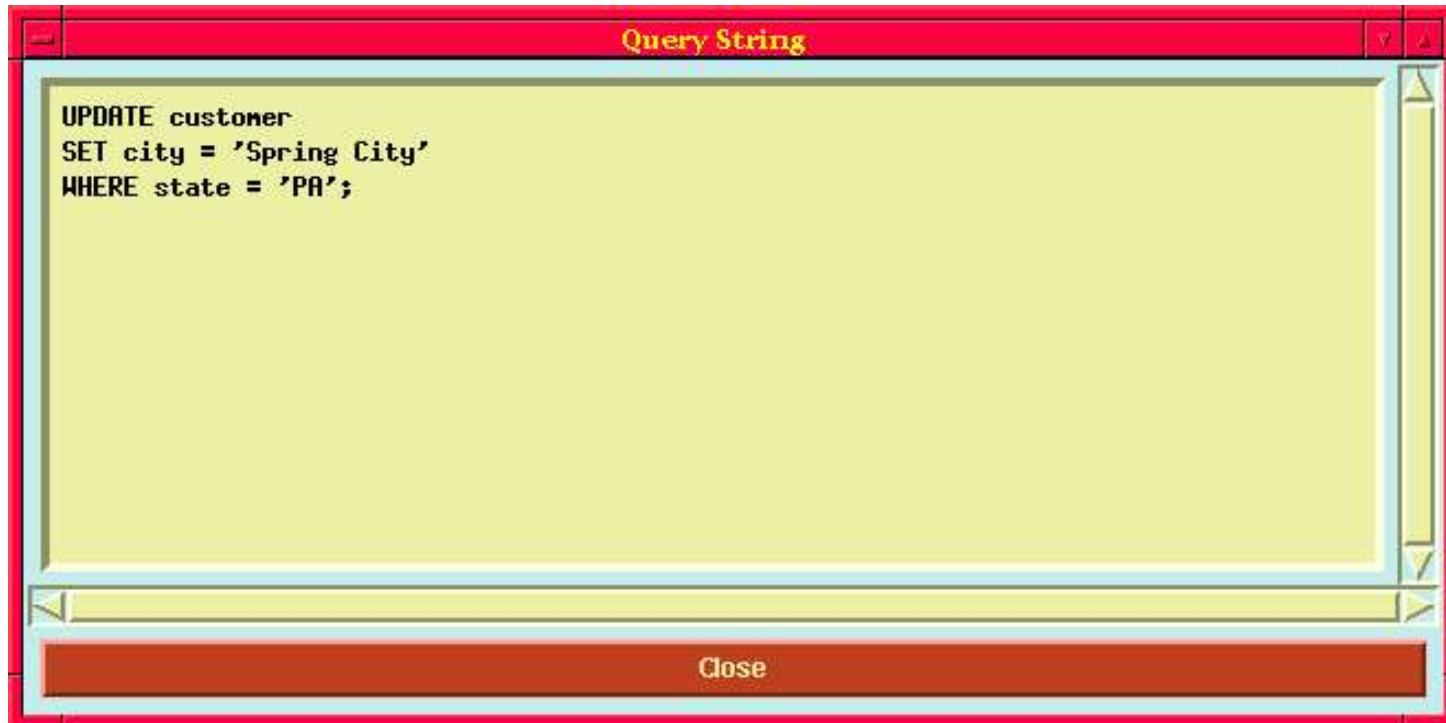 Query String
UPDATE customer
SET city = 'Spring City'
WHERE state = 'PA';
Close